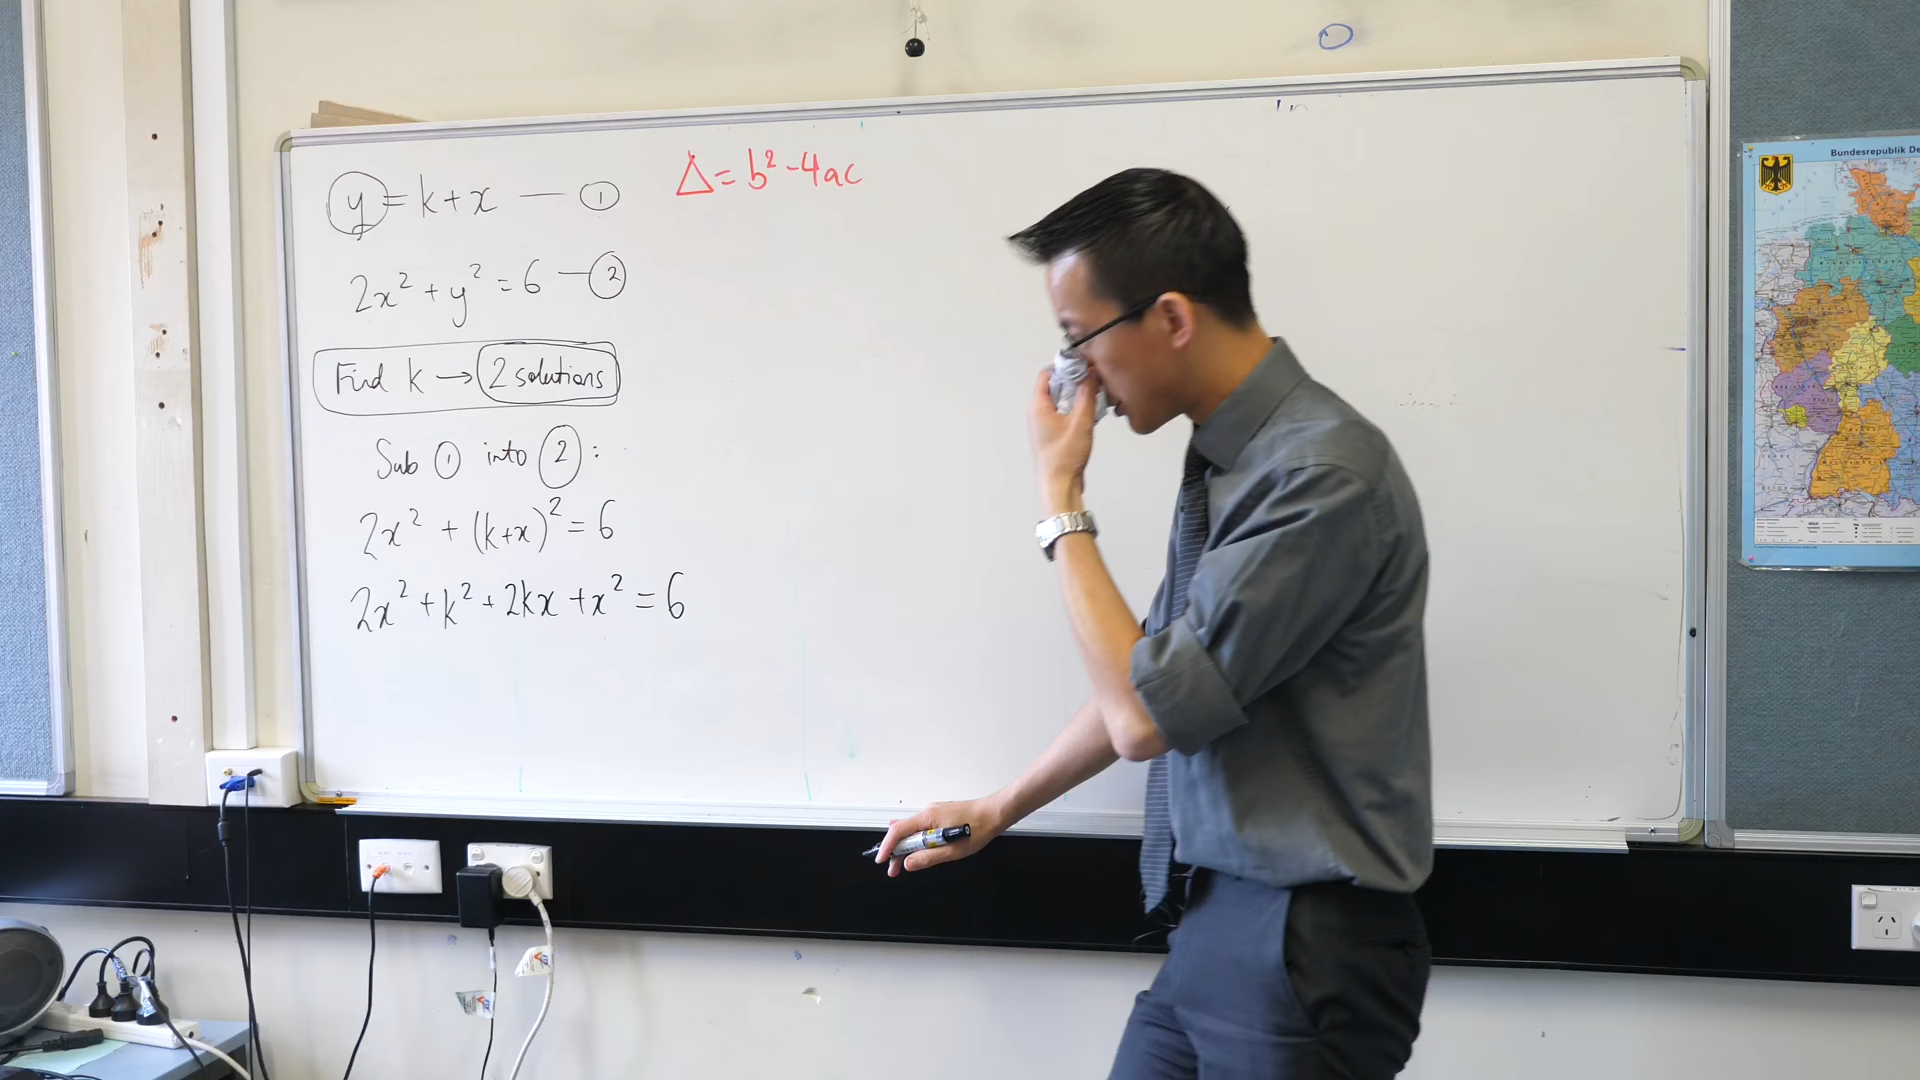 y = k + x — ①
2x² + y² = 6 — ②
Find k → 2 solutions
Sub ① into ② :
2x² + (k+x)² = 6
2x² + k² + 2kx + x² = 6
Δ = b² - 4ac
In
Bundesrepublik De